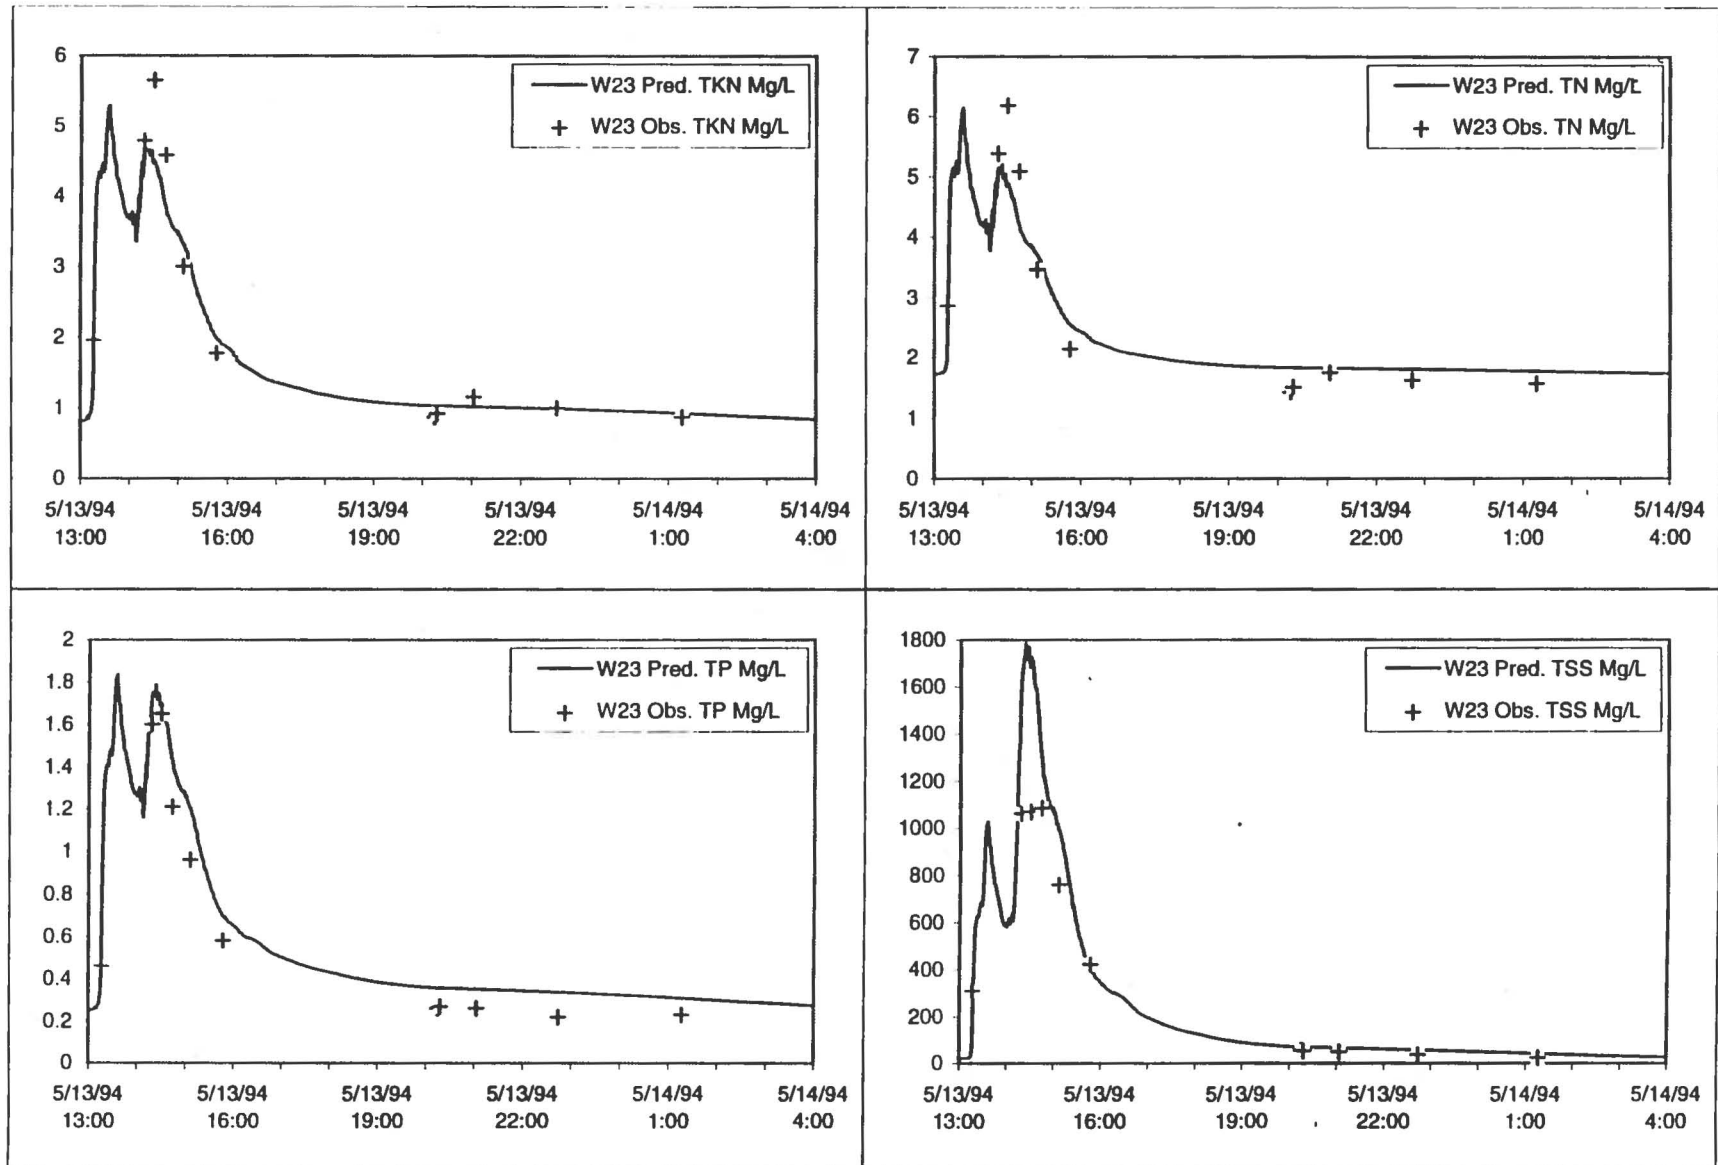 6
5
4
3
2
1
0
W23 Pred. TKN Mg/L
W23 Obs. TKN Mg/L
5/13/94 5/13/94 5/13/94 5/13/94 5/14/94 5/14/94
13:00 16:00 19:00 22:00 1:00 4:00
7
6
5
4
3
2
1
0
W23 Pred. TN Mg/L
W23 Obs. TN Mg/L
5/13/94 5/13/94 5/13/94 5/13/94 5/14/94 5/14/94
13:00 16:00 19:00 22:00 1:00 4:00
2
1.8
1.6
1.4
1.2
1
0.8
0.6
0.4
0.2
0
W23 Pred. TP Mg/L
W23 Obs. TP Mg/L
5/13/94 5/13/94 5/13/94 5/13/94 5/14/94 5/14/94
13:00 16:00 19:00 22:00 1:00 4:00
1800
1600
1400
1200
1000
800
600
400
200
0
W23 Pred. TSS Mg/L
W23 Obs. TSS Mg/L
5/13/94 5/13/94 5/13/94 5/13/94 5/14/94 5/14/94
13:00 16:00 19:00 22:00 1:00 4:00